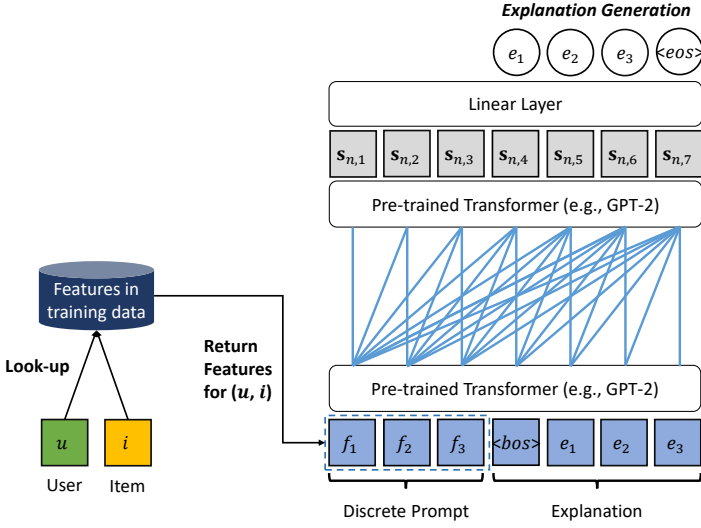 Explanation Generation
e₁ e₂ e₃ <eos>
Linear Layer
sₙ,₁ sₙ,₂ sₙ,₃ sₙ,₄ sₙ,₅ sₙ,₆ sₙ,₇
Pre-trained Transformer (e.g., GPT-2)
Features in
training data
Look-up
Return
Features
for (u, i)
Pre-trained Transformer (e.g., GPT-2)
f₁ f₂ f₃ <bos> e₁ e₂ e₃
u i
User Item
Discrete Prompt Explanation